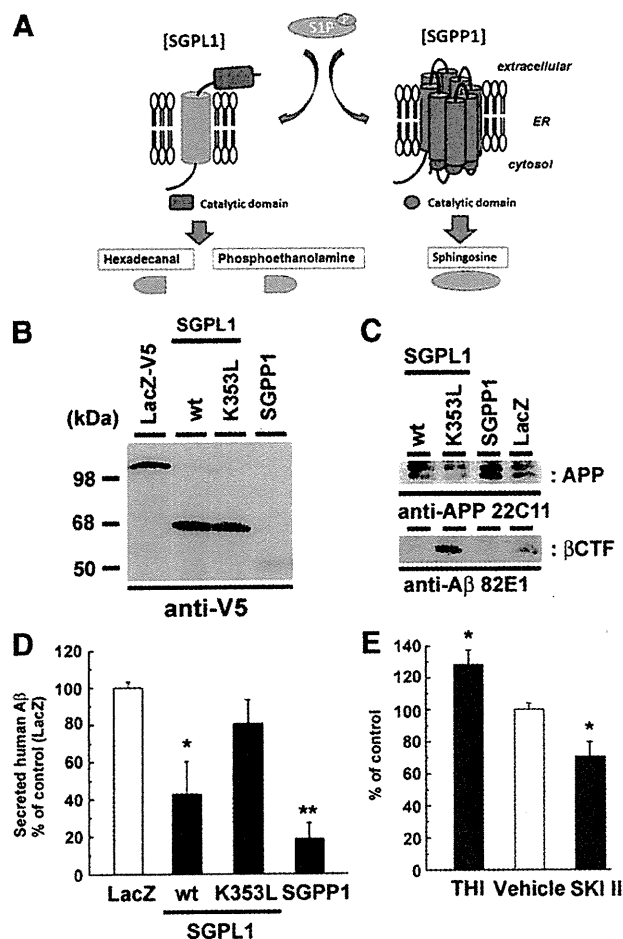 A
[SGPL1]
S1P
P
[SGPP1]
extracellular
ER
cytosol
Catalytic domain
Catalytic domain
Hexadecanal
Phosphoethanolamine
Sphingosine
B
SGPL1
LacZ-V5
wt
K353L
SGPP1
(kDa)
98
68
50
anti-V5
C
SGPL1
wt
K353L
SGPP1
LacZ
: APP
anti-APP 22C11
: βCTF
anti-Aβ 82E1
D
Secreted human Aβ
% of control (LacZ)
120
100
80
60
40
20
0
*
**
LacZ wt K353L SGPP1
SGPL1
E
% of control
140
120
100
80
60
40
20
0
*
*
THI Vehicle SKI II